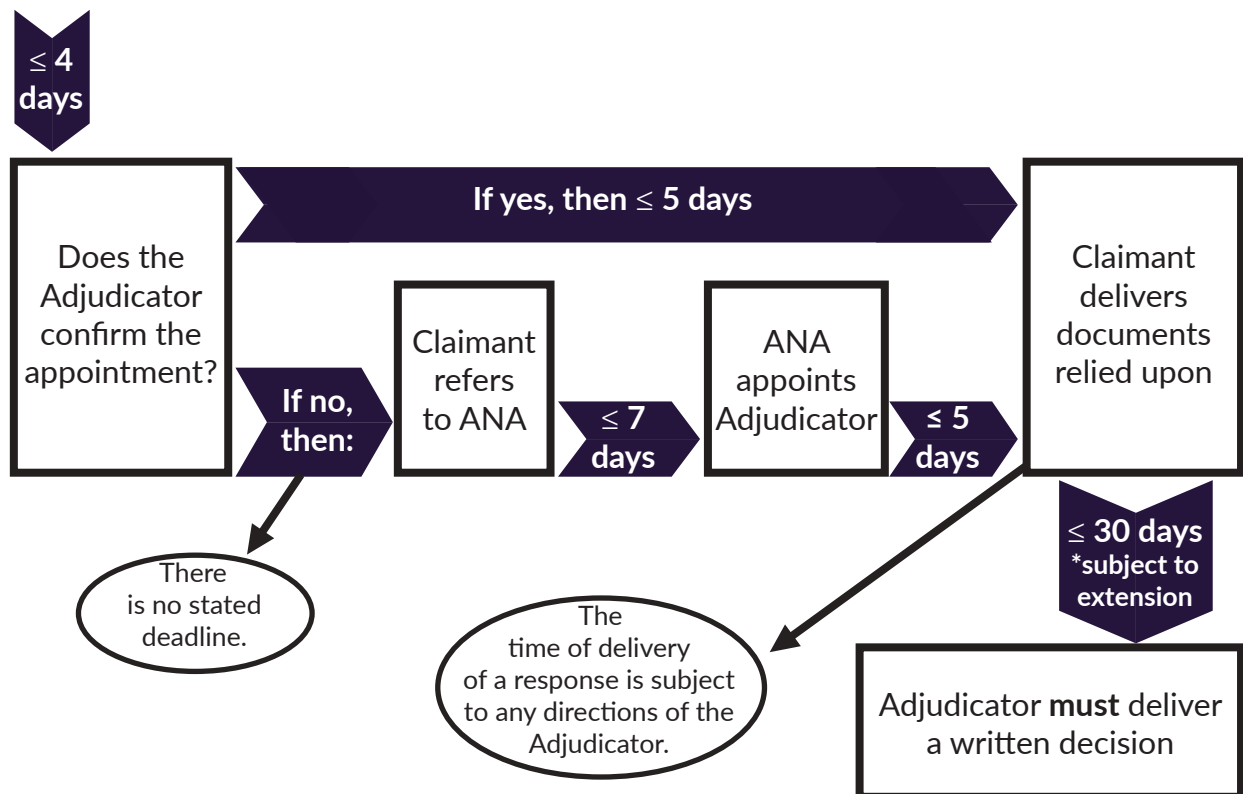 ≤ 4
days
Does the
Adjudicator
confirm the
appointment?
If yes, then ≤ 5 days
If no,
then:
Claimant
refers
to ANA
≤ 7
days
ANA
appoints
Adjudicator
≤ 5
days
Claimant
delivers
documents
relied upon
There
is no stated
deadline.
The
time of delivery
of a response is subject
to any directions of the
Adjudicator.
≤ 30 days
*subject to
extension
Adjudicator must deliver
a written decision